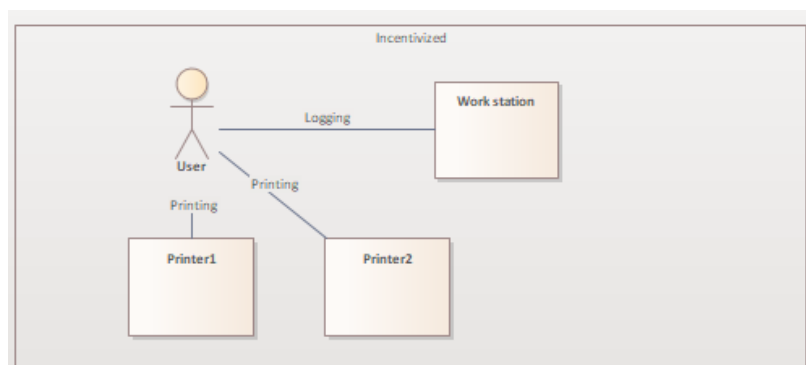 Incentivized
Work station
Logging
User
Printing
Printing
Printer1
Printer2